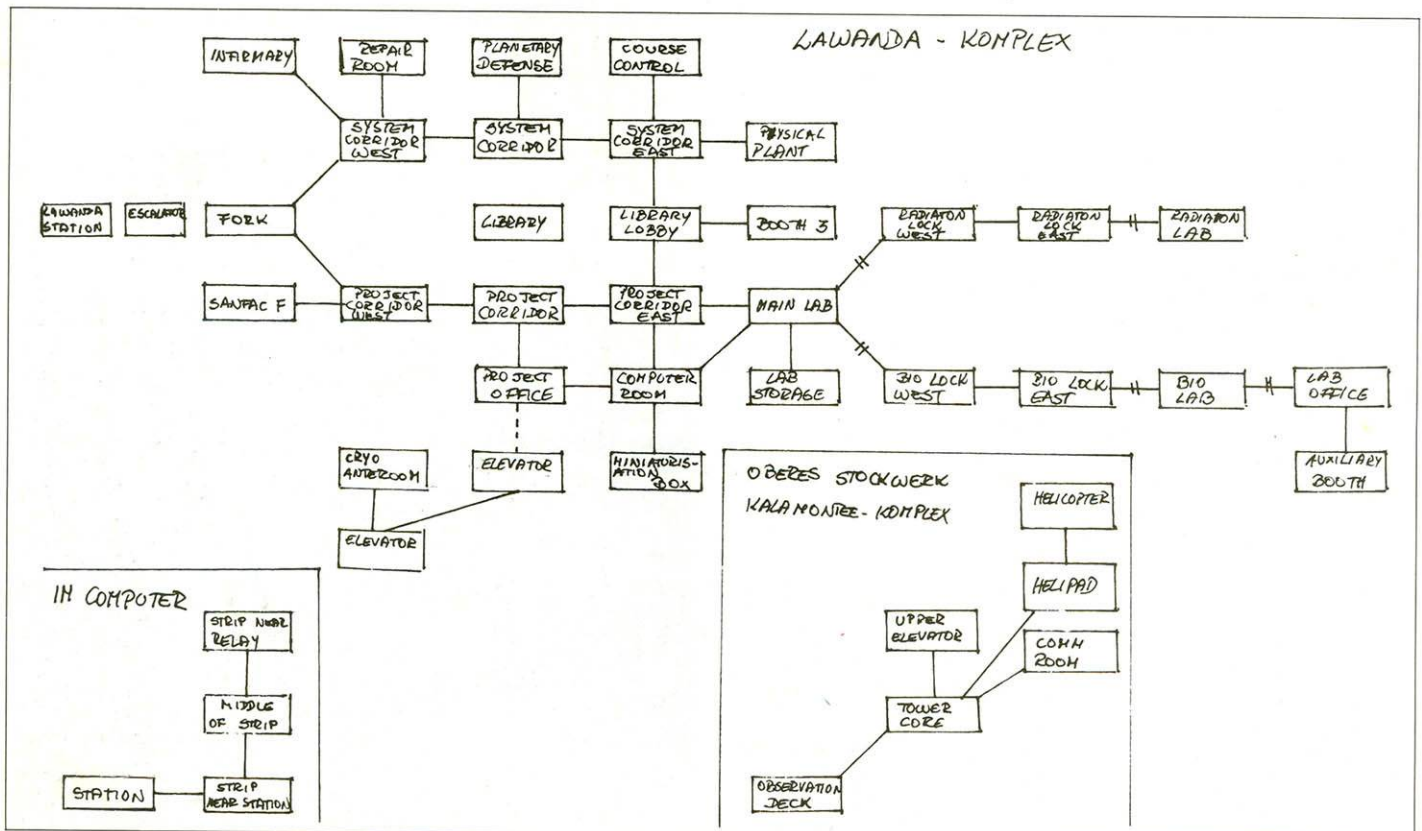 LAWANDA - KOMPLEX
INFIRMARY
REPAIR
ROOM
PLANETARY
DEFENSE
COURSE
CONTROL
SYSTEM
CORRIDOR
WEST
SYSTEM
CORRIDOR
SYSTEM
CORRIDOR
EAST
PHYSICAL
PLANT
LAWANDA
STATION
ESCALATOR
FORK
LIBRARY
LIBRARY
LOBBY
BOOTH 3
RADIATON
LOCK
WEST
RADIATON
LOCK
EAST
RADIATON
LAB
SANFAC F
PROJECT
CORRIDOR
WEST
PROJECT
CORRIDOR
PROJECT
CORRIDOR
EAST
MAIN LAB
PROJECT
OFFICE
COMPUTER
ROOM
LAB
STORAGE
BIO LOCK
WEST
BIO LOCK
EAST
BIO
LAB
LAB
OFFICE
CRYO
ANTEROOM
ELEVATOR
MINIATURIS-
ATION
BOX
AUXILIARY
BOOTH
ELEVATOR
IN COMPUTER
STRIP NEAR
RELAY
MIDDLE
OF STRIP
STATION
STRIP
NEAR STATION
OBERES STOCKWERK
KALAMONTEE - KOMPLEX
HELICOPTER
HELIPAD
UPPER
ELEVATOR
COMM
ROOM
TOWER
CORE
OBSERVATION
DECK